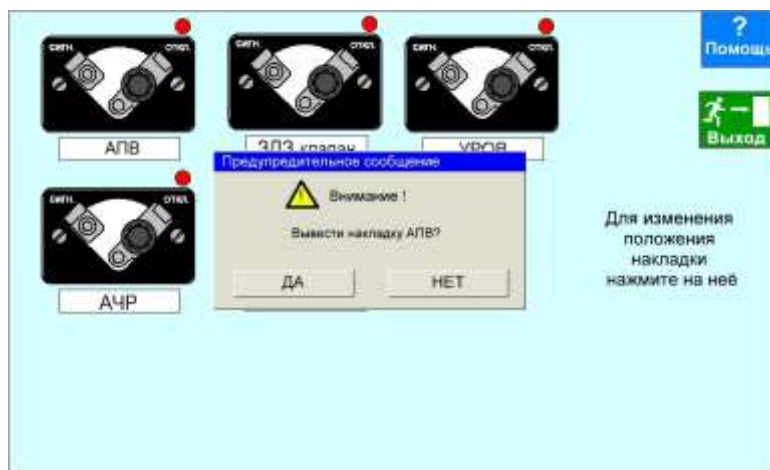 СИГН. ОТКЛ.
СИГН. ОТКЛ.
СИГН. ОТКЛ.
?
Помощь
АПВ
ЗДЗ клапан
УРОВ
Выход
Предупредительное сообщение
Внимание !
Вывести накладку АПВ?
ДА
НЕТ
СИГН. ОТКЛ.
АЧР
Для изменения
положения
накладки
нажмите на неё